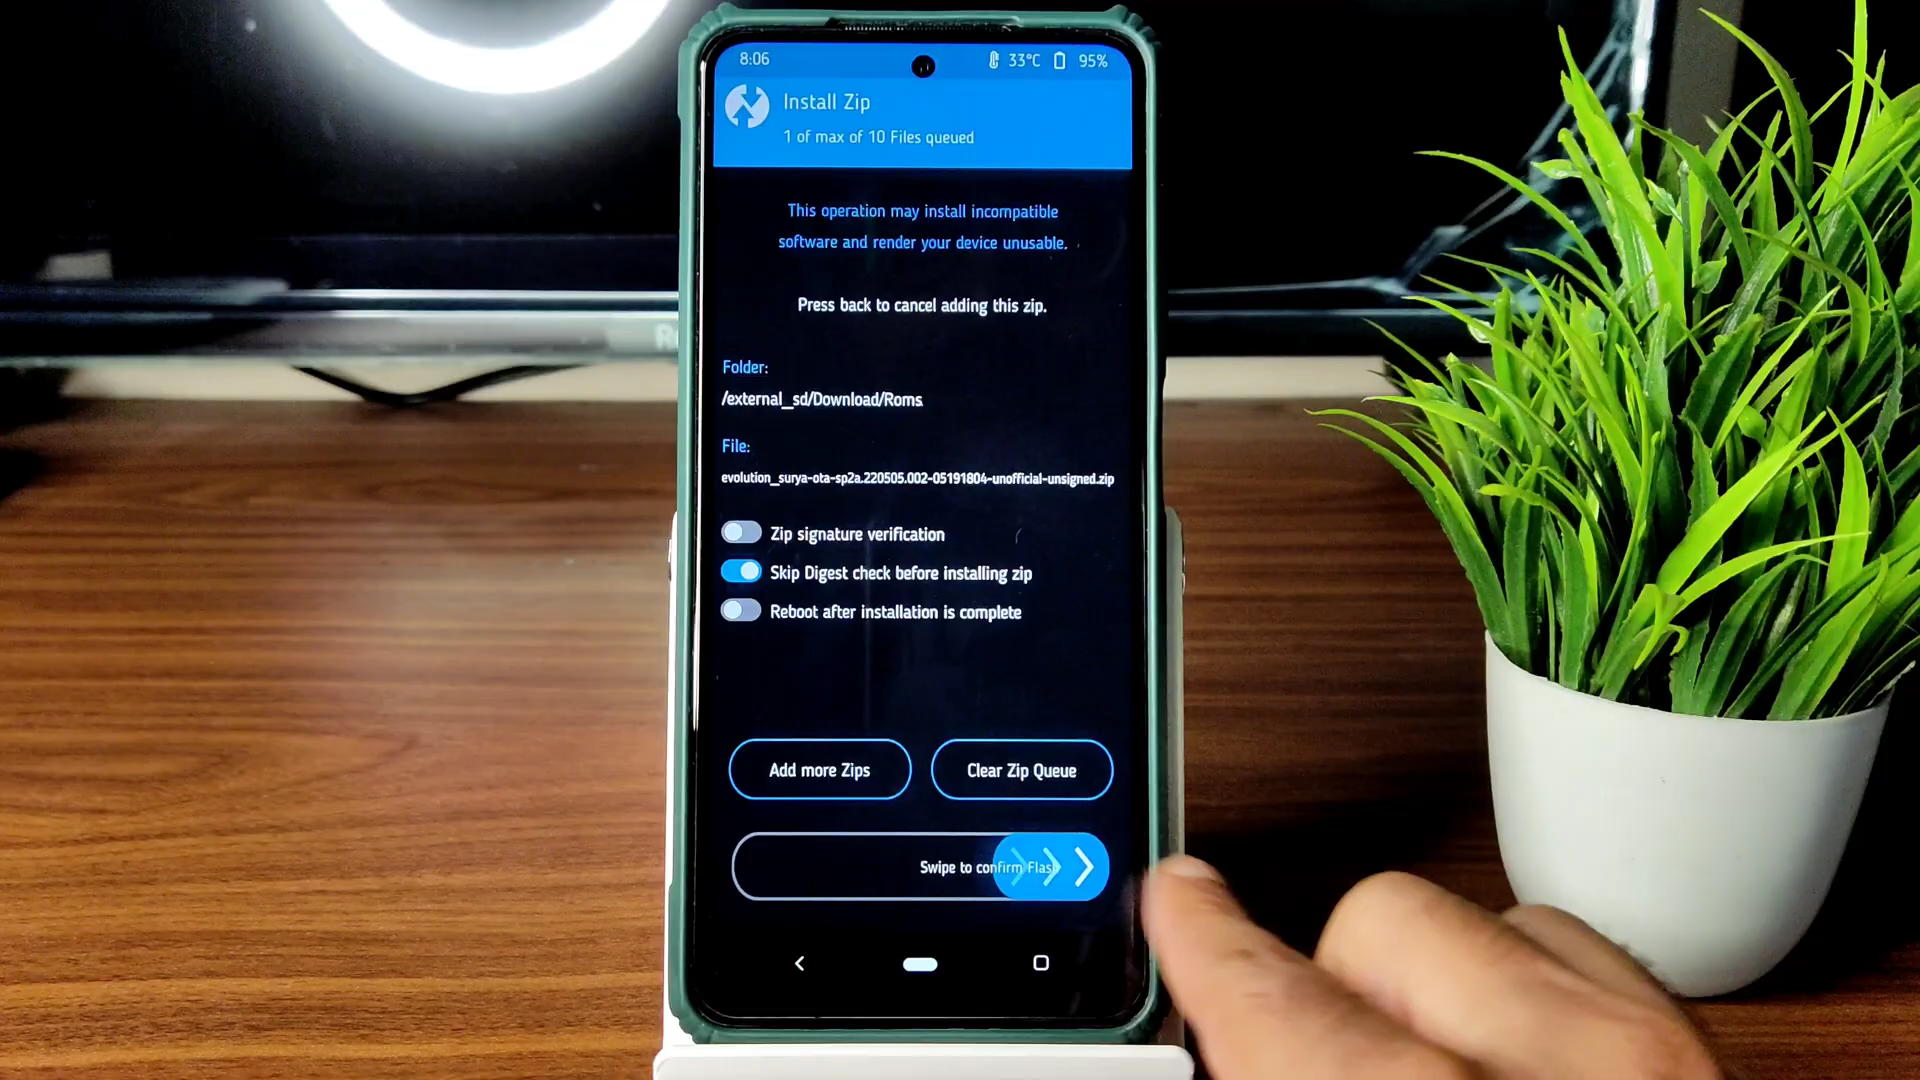 8:06
33°C 95%
Install Zip
1 of max of 10 Files queued
This operation may install incompatible
software and render your device unusable.
Press back to cancel adding this zip.
Folder:
/external_sd/Download/Roms
File:
evolution_surya-ota-sp2a.220505.002-05191804-unofficial-unsigned.zip
Zip signature verification
Skip Digest check before installing zip
Reboot after installation is complete
Add more Zips
Clear Zip Queue
Swipe to confirm Flash